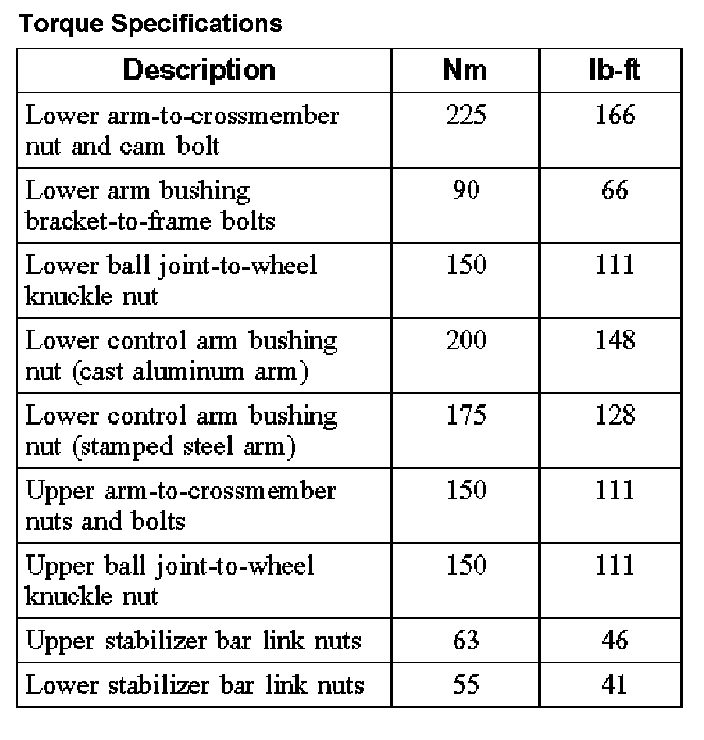 Torque Specifications
Description Nm lb-ft
Lower arm-to-crossmember 225 166
nut and cam bolt
Lower arm bushing 90 66
bracket-to-frame bolts
Lower ball joint-to-wheel 150 111
knuckle nut
Lower control arm bushing 200 148
nut (cast aluminum arm)
Lower control arm bushing 175 128
nut (stamped steel arm)
Upper arm-to-crossmember 150 111
nuts and bolts
Upper ball joint-to-wheel 150 111
knuckle nut
Upper stabilizer bar link nuts 63 46
Lower stabilizer bar link nuts 55 41